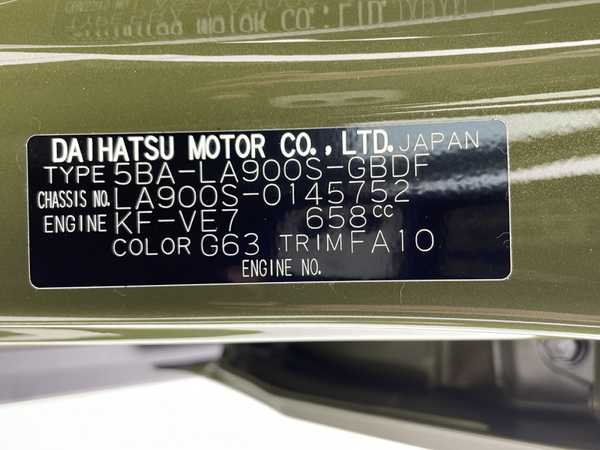 DAIHATSU MOTOR CO., LTD. JAPAN
TYPE 5BA-LA900S-GBDF
CHASSIS NO. LA900S-0145752
ENGINE KF-VE7 658CC
COLOR G63 TRIM FA10
ENGINE NO.